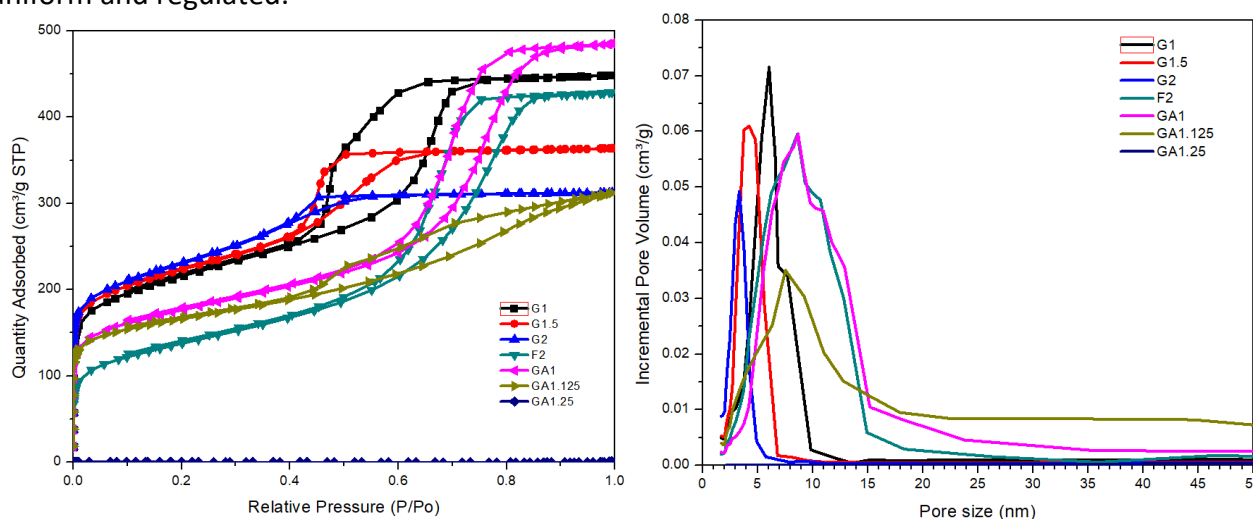 uniform and regulated.
500
400
300
200
100
0
0.0 0.2 0.4 0.6 0.8 1.0
Quantity Adsorbed (cm³/g STP)
Relative Pressure (P/Po)
G1
G1.5
G2
F2
GA1
GA1.125
GA1.25
0.08
0.07
0.06
0.05
0.04
0.03
0.02
0.01
0.00
0 5 10 15 20 25 30 35 40 45 50
Incremental Pore Volume (cm³/g)
Pore size (nm)
G1
G1.5
G2
F2
GA1
GA1.125
GA1.25